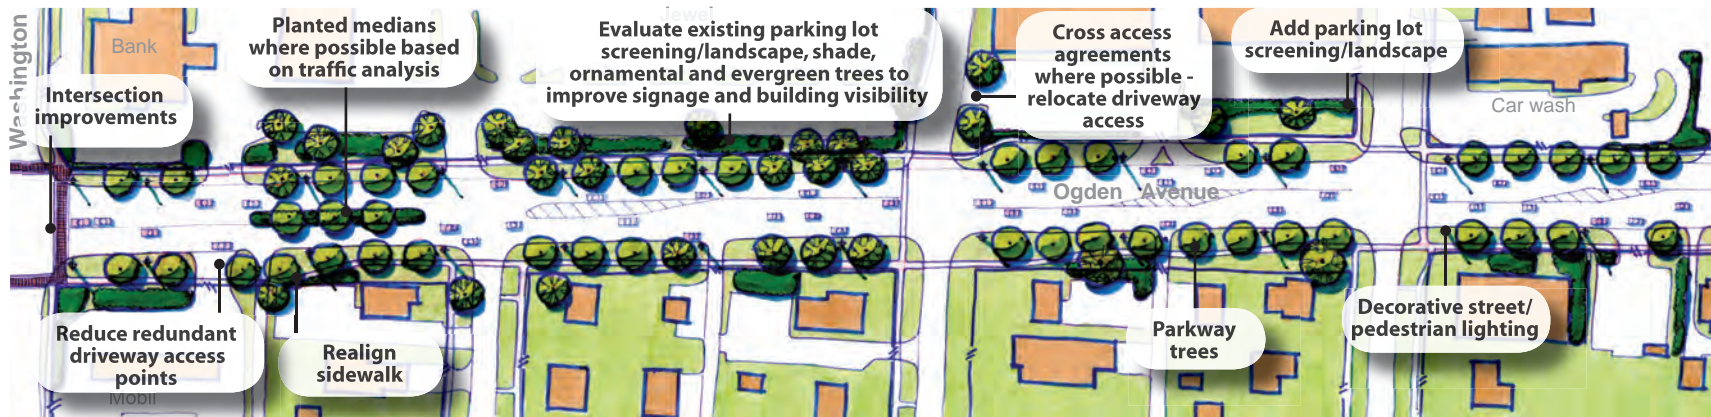 Washington
Bank
Intersection
improvements
Planted medians
where possible based
on traffic analysis
Jewel
Evaluate existing parking lot
screening/landscape, shade,
ornamental and evergreen trees to
improve signage and building visibility
Cross access
agreements
where possible -
relocate driveway
access
Add parking lot
screening/landscape
Car wash
Ogden Avenue
Reduce redundant
driveway access
points
Mobil
Realign
sidewalk
Parkway
trees
Decorative street/
pedestrian lighting